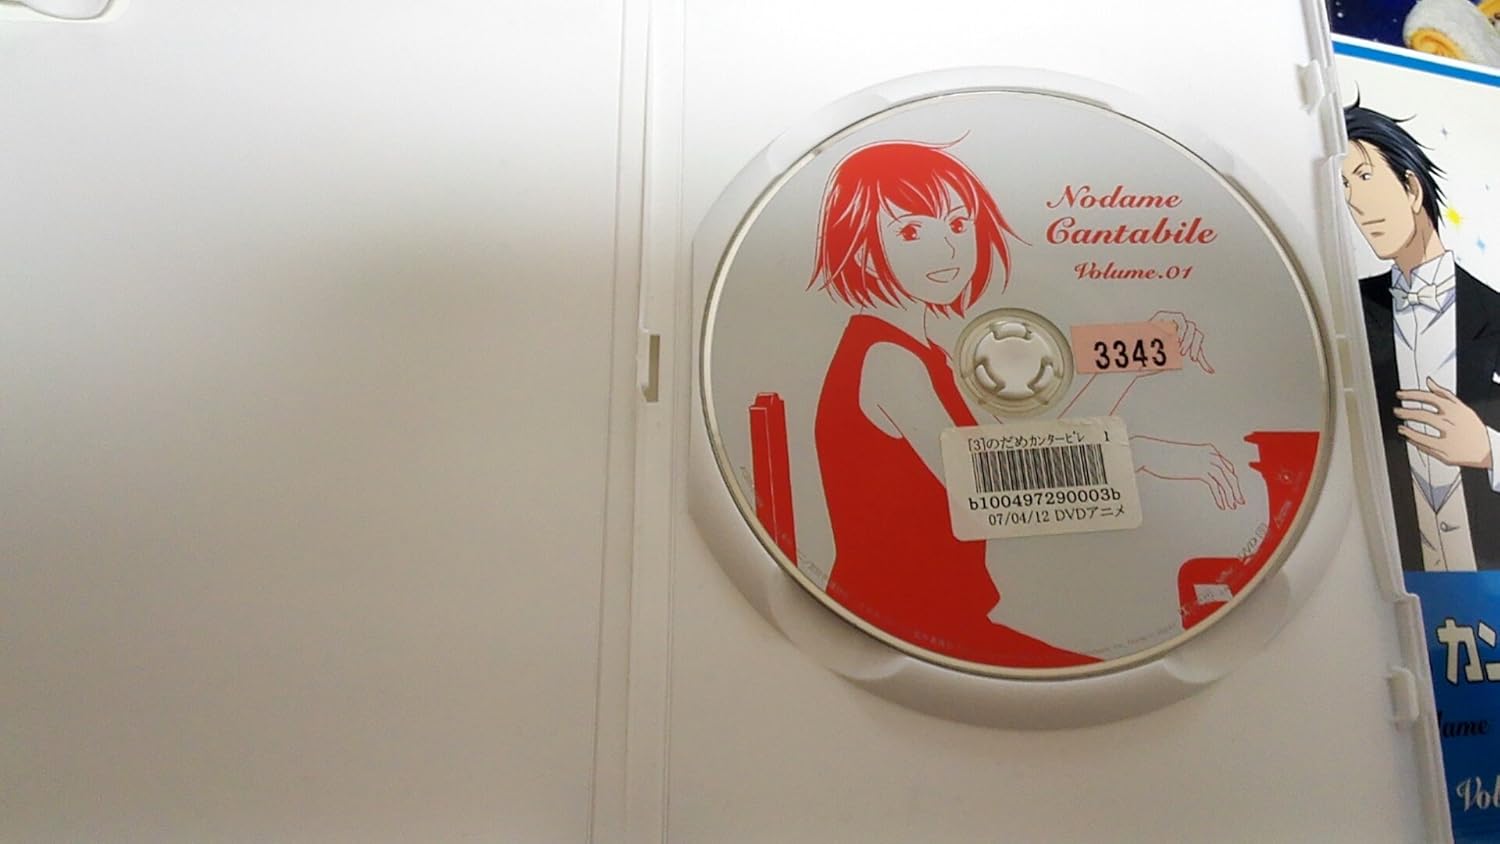 Nodame
Cantabile
Volume.01
3343
[3]のだめカンタービレ 1
b100497290003b
07/04/12 DVDアニメ
カン
dame
Vol